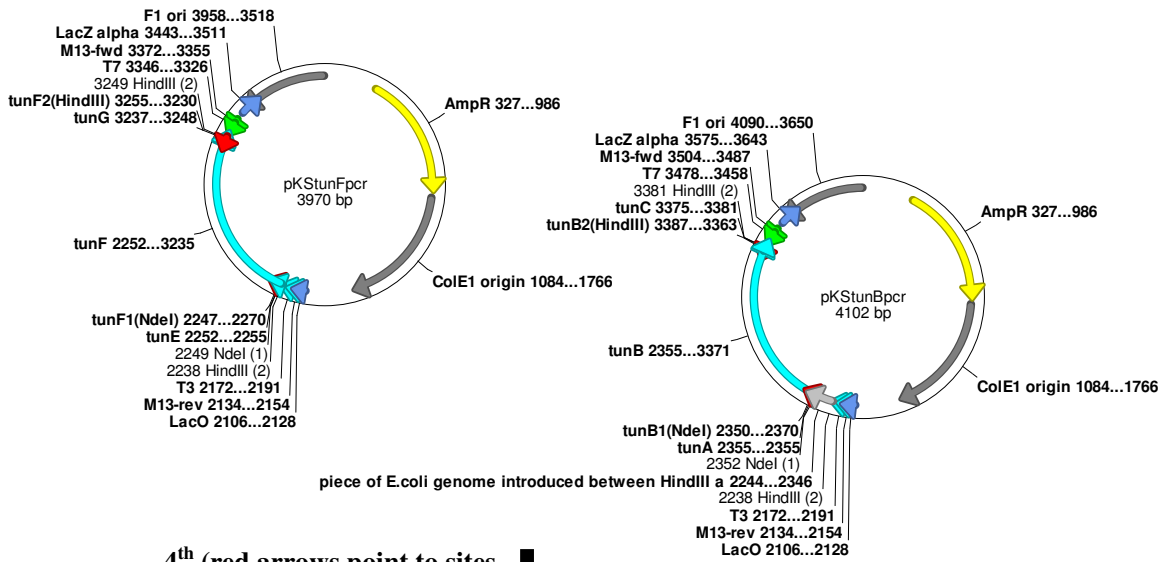 F1 ori 3958...3518
LacZ alpha 3443...3511
M13-fwd 3372...3355
T7 3346...3326
3249 HindIII (2)
tunF2(HindIII) 3255...3230
tunG 3237...3248
AmpR 327...986
pKStunFpcr
3970 bp
tunF 2252...3235
ColE1 origin 1084...1766
tunF1(NdeI) 2247...2270
tunE 2252...2255
2249 NdeI (1)
2238 HindIII (2)
T3 2172...2191
M13-rev 2134...2154
LacO 2106...2128
F1 ori 4090...3650
LacZ alpha 3575...3643
M13-fwd 3504...3487
T7 3478...3458
3381 HindIII (2)
tunC 3375...3381
tunB2(HindIII) 3387...3363
AmpR 327...986
pKStunBpcr
4102 bp
tunB 2355...3371
ColE1 origin 1084...1766
tunB1(NdeI) 2350...2370
tunA 2355...2355
2352 NdeI (1)
piece of E.coli genome introduced between HindIII a 2244...2346
2238 HindIII (2)
T3 2172...2191
M13-rev 2134...2154
LacO 2106...2128
4th (red arrows point to sites